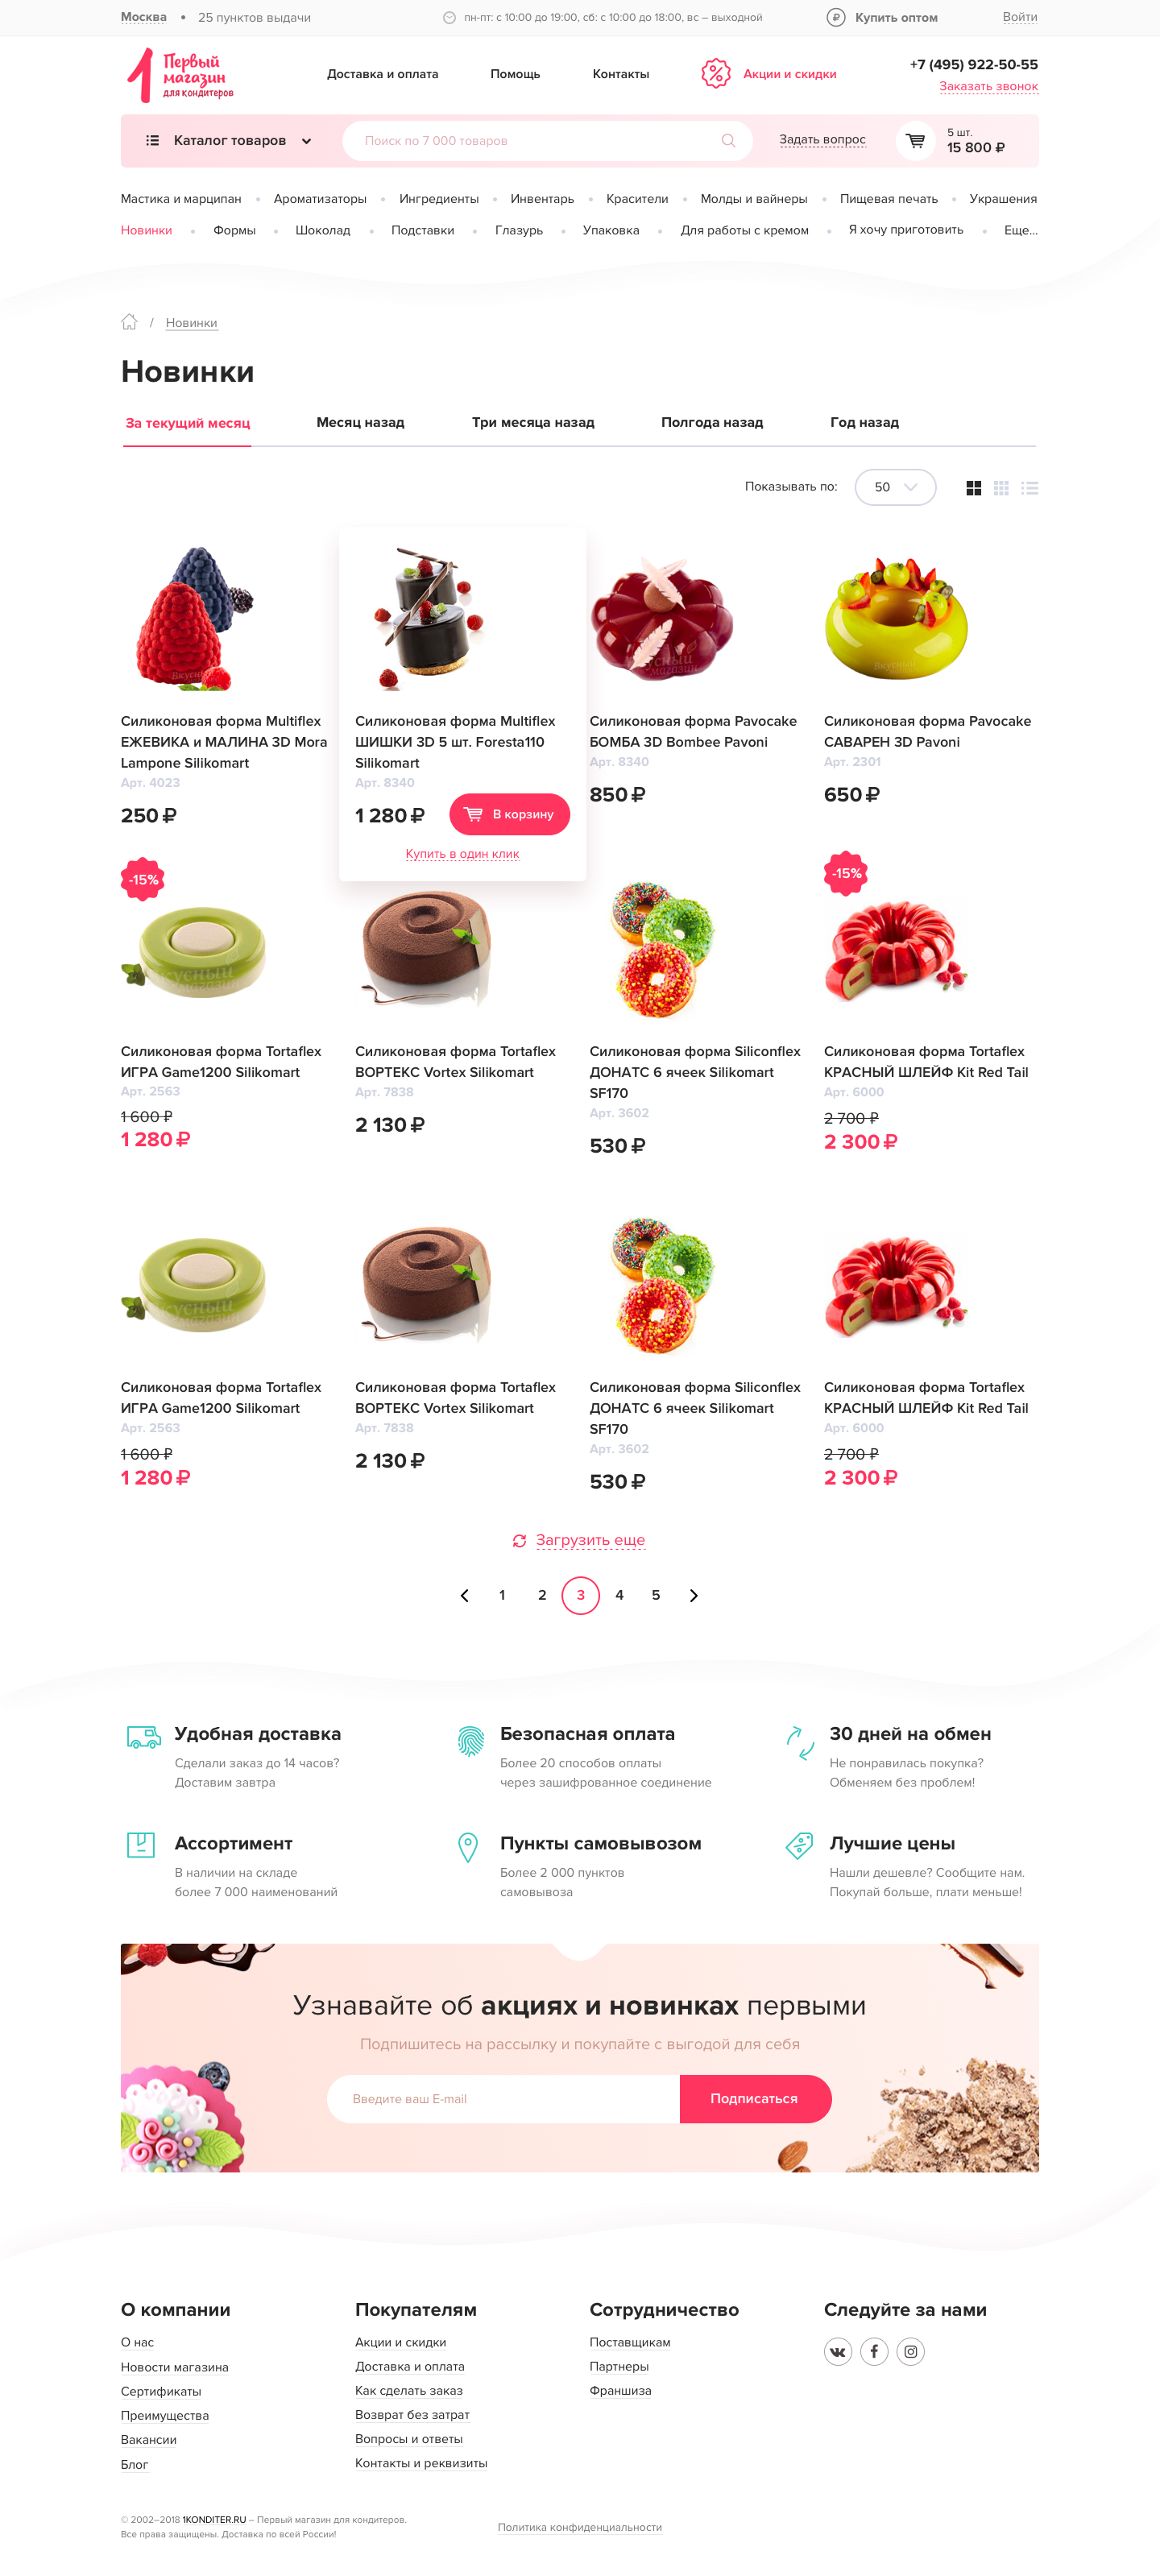 Москва • 25 пунктов выдачи
пн-пт: с 10:00 до 19:00, сб: с 10:00 до 18:00, вс – выходной
Купить оптом
Войти
1 Первый
магазин
для кондитеров
Доставка и оплата
Помощь
Контакты
Акции и скидки
+7 (495) 922-50-55
Заказать звонок
Каталог товаров
Поиск по 7 000 товаров
Задать вопрос
5 шт.
15 800 ₽
Мастика и марципан • Ароматизаторы • Ингредиенты • Инвентарь • Красители • Молды и вайнеры • Пищевая печать • Украшения
Новинки • Формы • Шоколад • Подставки • Глазурь • Упаковка • Для работы с кремом • Я хочу приготовить • Еще...
/ Новинки
Новинки
За текущий месяц
Месяц назад
Три месяца назад
Полгода назад
Год назад
Показывать по:
50
Силиконовая форма Multiflex
ЕЖЕВИКА и МАЛИНА 3D Mora
Lampone Silikomart
Арт. 4023
250 ₽
Силиконовая форма Multiflex
ШИШКИ 3D 5 шт. Foresta110
Silikomart
Арт. 8340
1 280 ₽
В корзину
Купить в один клик
Вкусный
магазин
Силиконовая форма Pavocake
БОМБА 3D Bombee Pavoni
Арт. 8340
850 ₽
Вкусный
Силиконовая форма Pavocake
САВАРЕН 3D Pavoni
Арт. 2301
650 ₽
-15%
Вкусный
магазин
Силиконовая форма Tortaflex
ИГРА Game1200 Silikomart
Арт. 2563
1 600 ₽
1 280 ₽
Силиконовая форма Tortaflex
ВОРТЕКС Vortex Silikomart
Арт. 7838
2 130 ₽
Силиконовая форма Siliconflex
ДОНАТС 6 ячеек Silikomart
SF170
Арт. 3602
530 ₽
-15%
Силиконовая форма Tortaflex
КРАСНЫЙ ШЛЕЙФ Kit Red Tail
Арт. 6000
2 700 ₽
2 300 ₽
Вкусный
магазин
Силиконовая форма Tortaflex
ИГРА Game1200 Silikomart
Арт. 2563
1 600 ₽
1 280 ₽
Силиконовая форма Tortaflex
ВОРТЕКС Vortex Silikomart
Арт. 7838
2 130 ₽
Силиконовая форма Siliconflex
ДОНАТС 6 ячеек Silikomart
SF170
Арт. 3602
530 ₽
Силиконовая форма Tortaflex
КРАСНЫЙ ШЛЕЙФ Kit Red Tail
Арт. 6000
2 700 ₽
2 300 ₽
Загрузить еще
1 2 3 4 5
Удобная доставка
Сделали заказ до 14 часов?
Доставим завтра
Безопасная оплата
Более 20 способов оплаты
через зашифрованное соединение
30 дней на обмен
Не понравилась покупка?
Обменяем без проблем!
Ассортимент
В наличии на складе
более 7 000 наименований
Пункты самовывозом
Более 2 000 пунктов
самовывоза
Лучшие цены
Нашли дешевле? Сообщите нам.
Покупай больше, плати меньше!
Узнавайте об акциях и новинках первыми
Подпишитесь на рассылку и покупайте с выгодой для себя
Введите ваш E-mail
Подписаться
О компании
О нас
Новости магазина
Сертификаты
Преимущества
Вакансии
Блог
Покупателям
Акции и скидки
Доставка и оплата
Как сделать заказ
Возврат без затрат
Вопросы и ответы
Контакты и реквизиты
Сотрудничество
Поставщикам
Партнеры
Франшиза
Следуйте за нами
© 2002–2018 1KONDITER.RU – Первый магазин для кондитеров.
Все права защищены. Доставка по всей России!
Политика конфиденциальности